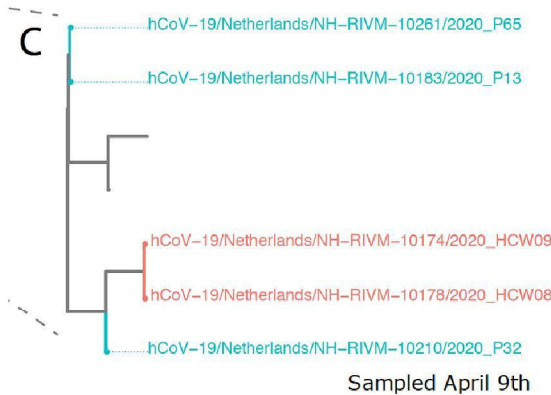 C
hCoV−19/Netherlands/NH−RIVM−10261/2020_P65
hCoV−19/Netherlands/NH−RIVM−10183/2020_P13
hCoV−19/Netherlands/NH−RIVM−10174/2020_HCW09
hCoV−19/Netherlands/NH−RIVM−10178/2020_HCW08
hCoV−19/Netherlands/NH−RIVM−10210/2020_P32
Sampled April 9th